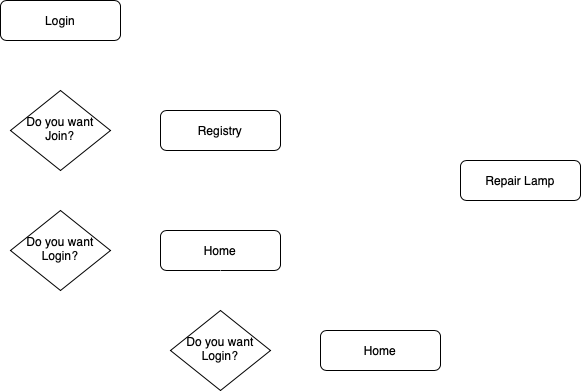 Login
Do you want
Join?
Registry
Repair Lamp
Do you want
Login?
Home
Do you want
Login?
Home